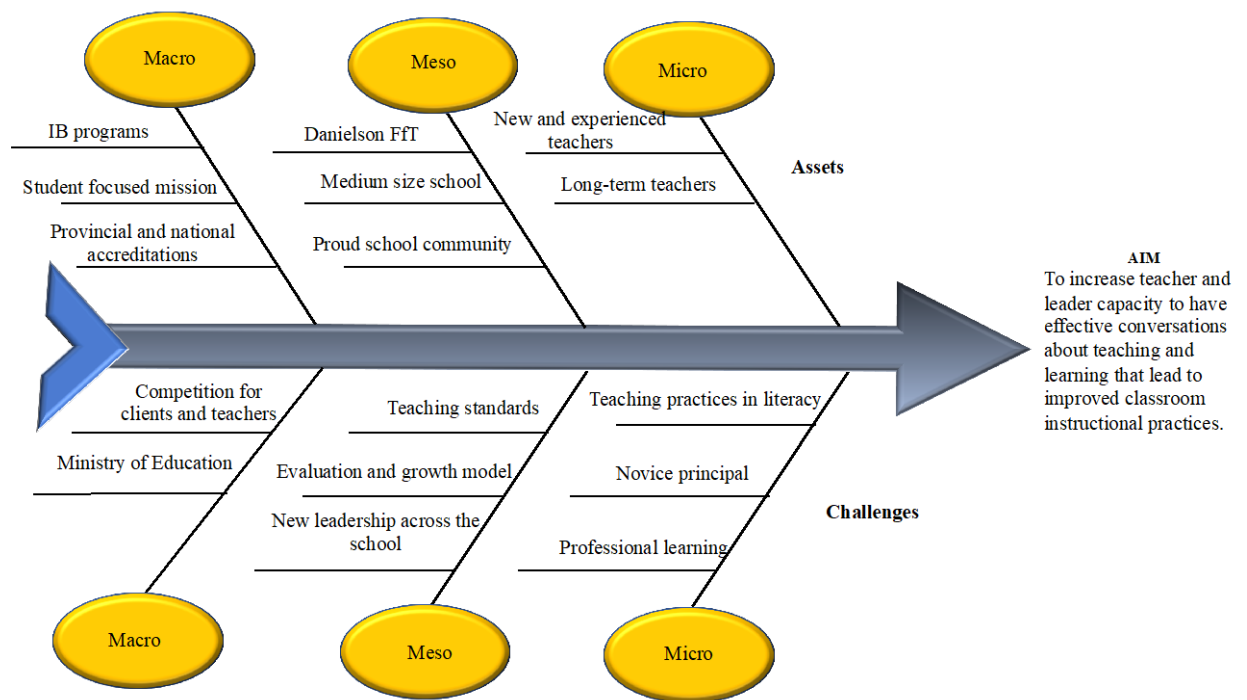 Macro
Meso
Micro
IB programs
Student focused mission
Provincial and national
accreditations
Danielson FfT
Medium size school
Proud school community
New and experienced
teachers
Long-term teachers
Assets
AIM
To increase teacher and
leader capacity to have
effective conversations
about teaching and
learning that lead to
improved classroom
instructional practices.
Competition for
clients and teachers
Ministry of Education
Teaching standards
Evaluation and growth model
New leadership across the
school
Teaching practices in literacy
Novice principal
Professional learning
Challenges
Macro
Meso
Micro